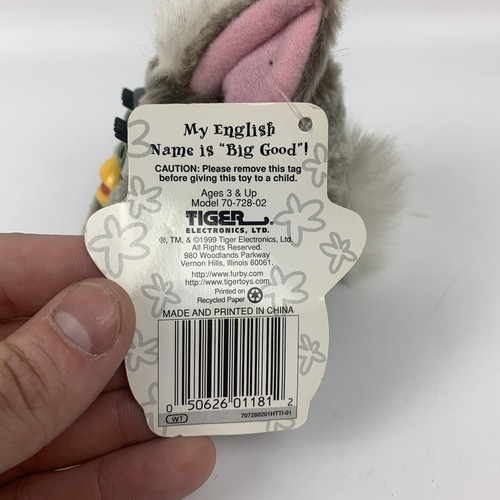 My English
Name is "Big Good"!
CAUTION: Please remove this tag
before giving this toy to a child.
Ages 3 & Up
Model 70-728-02
TIGER
ELECTRONICS, LTD.
®, TM, & ©1999 Tiger Electronics, Ltd.
All Rights Reserved.
980 Woodlands Parkway
Vernon Hills, Illinois 60061.
http://www.furby.com
http://www.tigertoys.com
Printed on
Recycled Paper
MADE AND PRINTED IN CHINA
0 50626 01181 2
WT 707280201HTTI-01